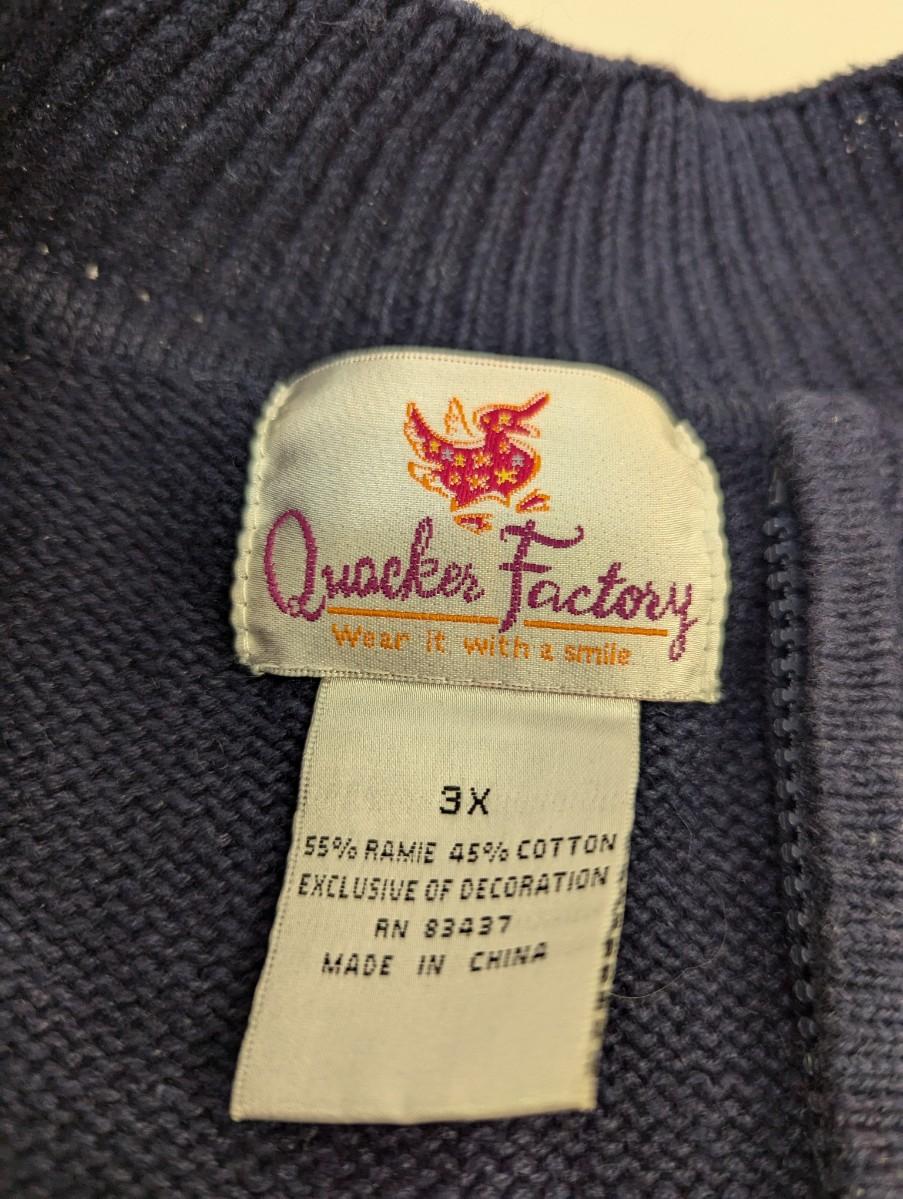 Quacker Factory
Wear it with a smile
3X
55% RAMIE 45% COTTON
EXCLUSIVE OF DECORATION
RN 83437
MADE IN CHINA